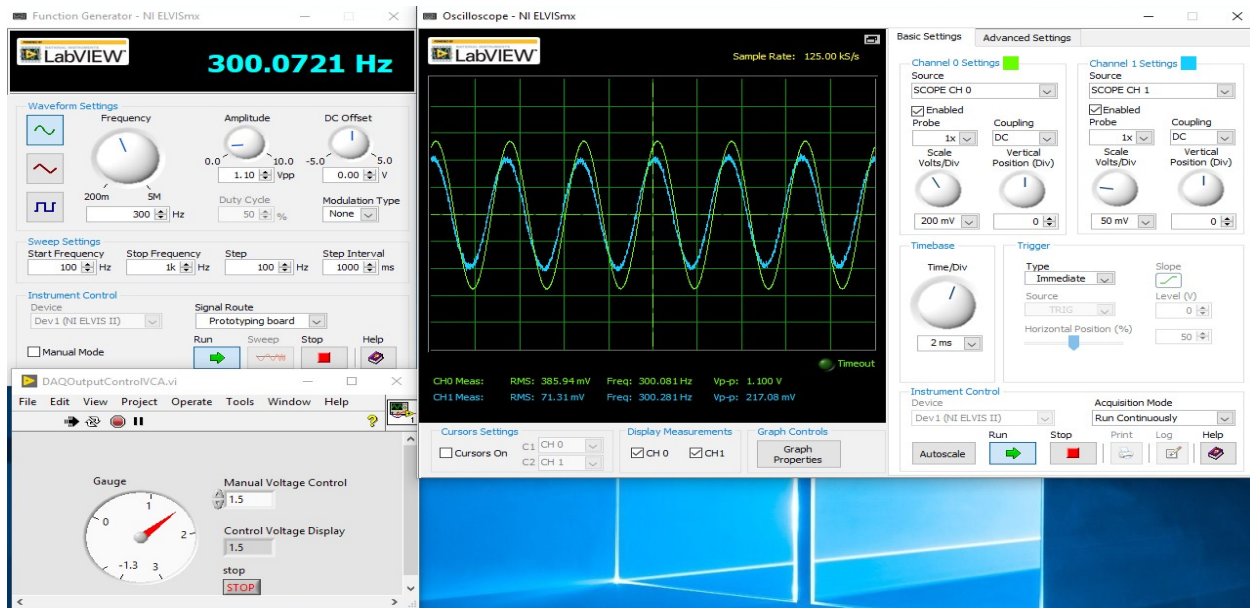 Function Generator - NI ELVISmx
LabVIEW
300.0721 Hz
Waveform Settings
Frequency
Amplitude
DC Offset
200m
5M
0.0
10.0
-5.0
5.0
300 Hz
1.10 Vpp
0.00 V
Duty Cycle
50 %
Modulation Type
None
Sweep Settings
Start Frequency
Stop Frequency
Step
Step Interval
100 Hz
1k Hz
100 Hz
1000 ms
Instrument Control
Device
Signal Route
Dev1 (NI ELVIS II)
Prototyping board
Run
Sweep
Stop
Help
Manual Mode
DAQOutputControlVCA.vi
File Edit View Project Operate Tools Window Help
1
Gauge
0
1
2
3
-1.3
Manual Voltage Control
1.5
Control Voltage Display
1.5
stop
STOP
Oscilloscope - NI ELVISmx
LabVIEW
Sample Rate: 125.00 kS/s
Timeout
CH0 Meas: RMS: 385.94 mV Freq: 300.081 Hz Vp-p: 1.100 V
CH1 Meas: RMS: 71.31 mV Freq: 300.281 Hz Vp-p: 217.08 mV
Cursors Settings
Cursors On
C1 CH 0
C2 CH 1
Display Measurements
CH 0
CH1
Graph Controls
Graph
Properties
Basic Settings
Advanced Settings
Channel 0 Settings
Source
SCOPE CH 0
Enabled
Probe
Coupling
1x
DC
Scale
Volts/Div
Vertical
Position (Div)
200 mV
0
Channel 1 Settings
Source
SCOPE CH 1
Enabled
Probe
Coupling
1x
DC
Scale
Volts/Div
Vertical
Position (Div)
50 mV
0
Timebase
Time/Div
2 ms
Trigger
Type
Immediate
Slope
Source
TRIG
Level (V)
0
Horizontal Position (%)
50
Instrument Control
Device
Dev1 (NI ELVIS II)
Acquisition Mode
Run Continuously
Run
Stop
Print
Log
Help
Autoscale